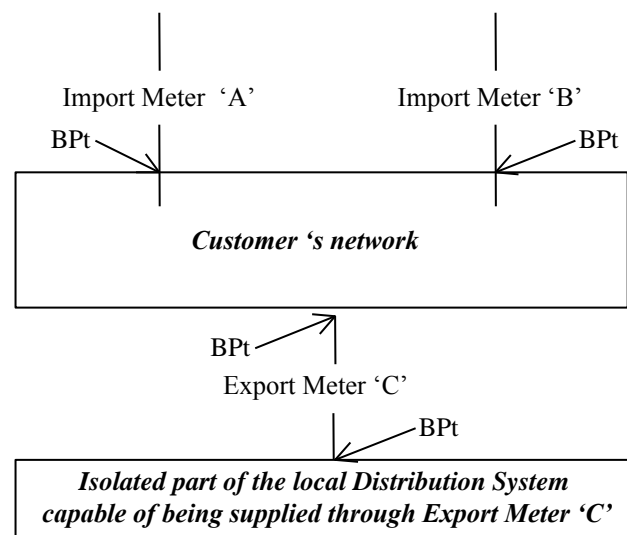 Import Meter ‘A’ Import Meter ‘B’
BPt BPt
Customer ‘s network
BPt
Export Meter ‘C’
BPt
Isolated part of the local Distribution System
capable of being supplied through Export Meter ‘C’